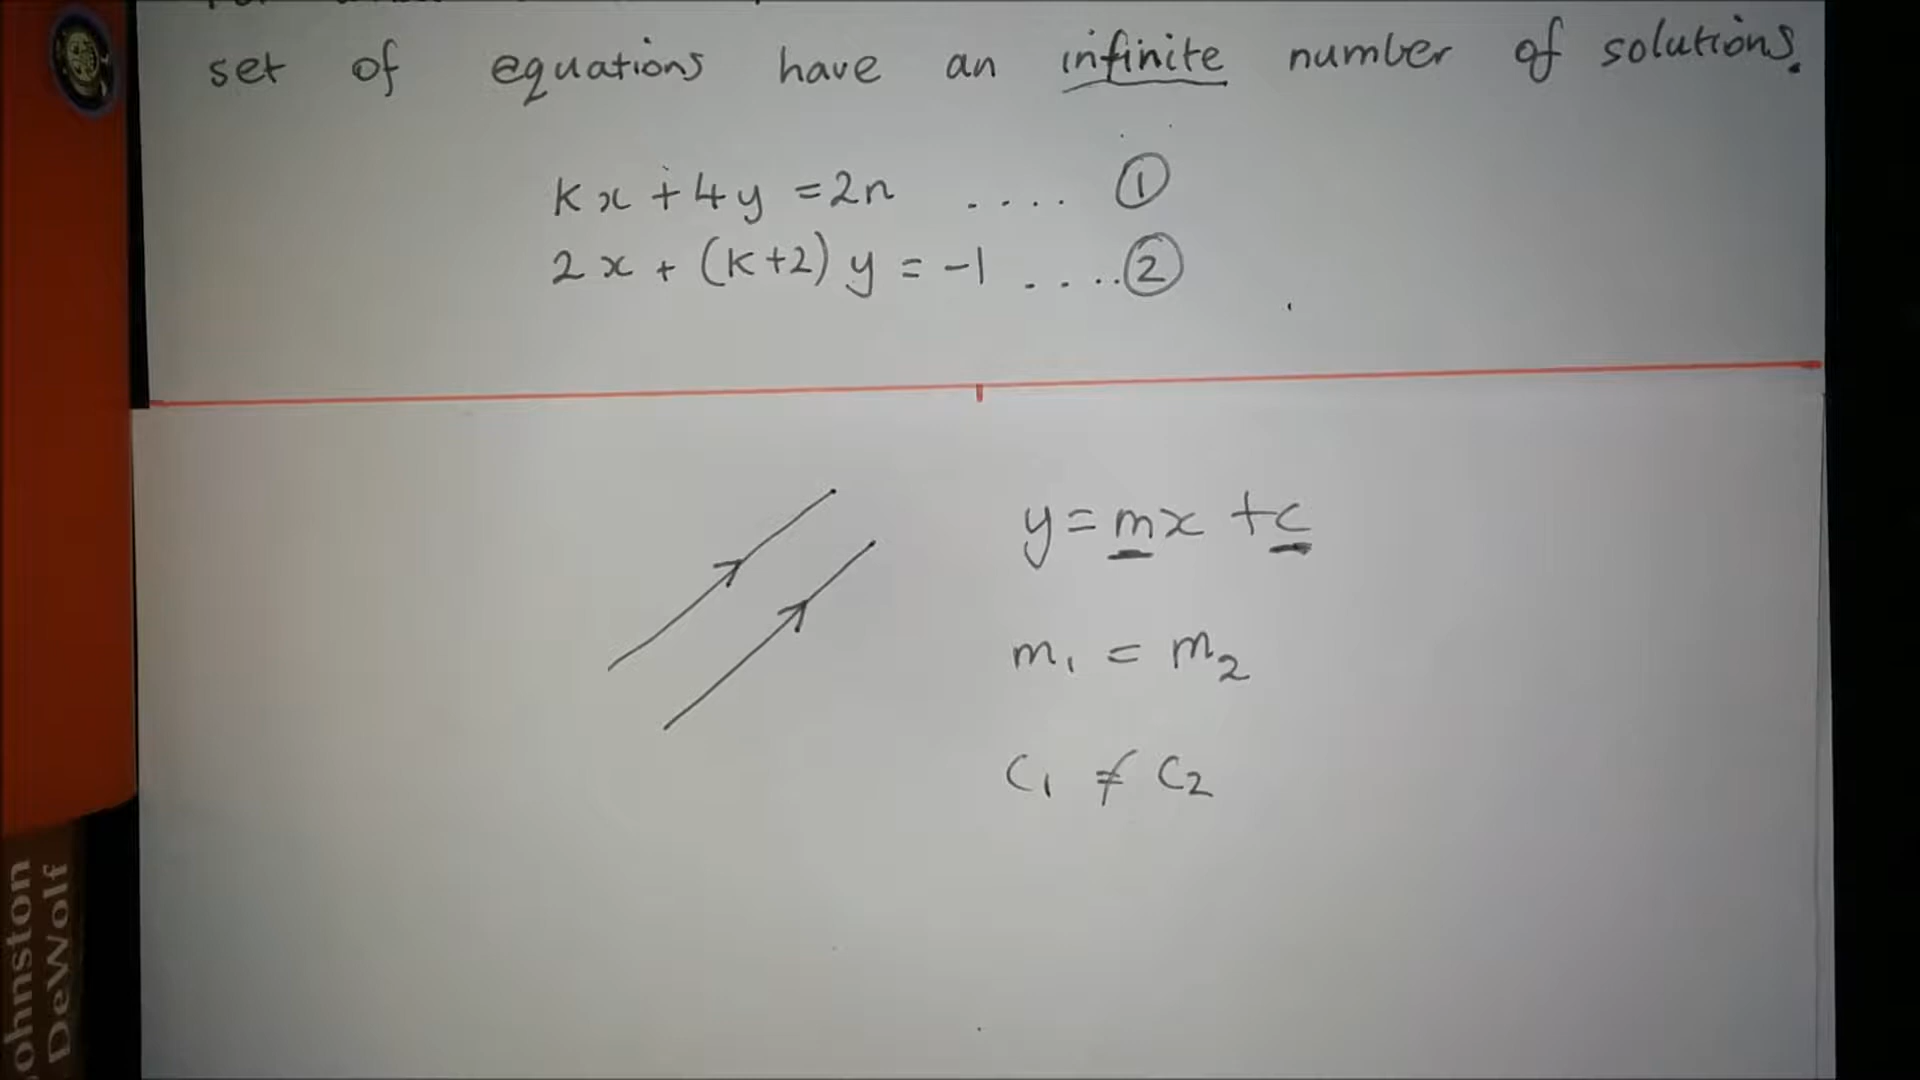 set of equations have an infinite number of solutions.
kx + 4y = 2n .... ①
2x + (k+2) y = -1 ....②
y = mx + c
m₁ = m₂
c₁ ≠ c₂
ohnston
DeWolf